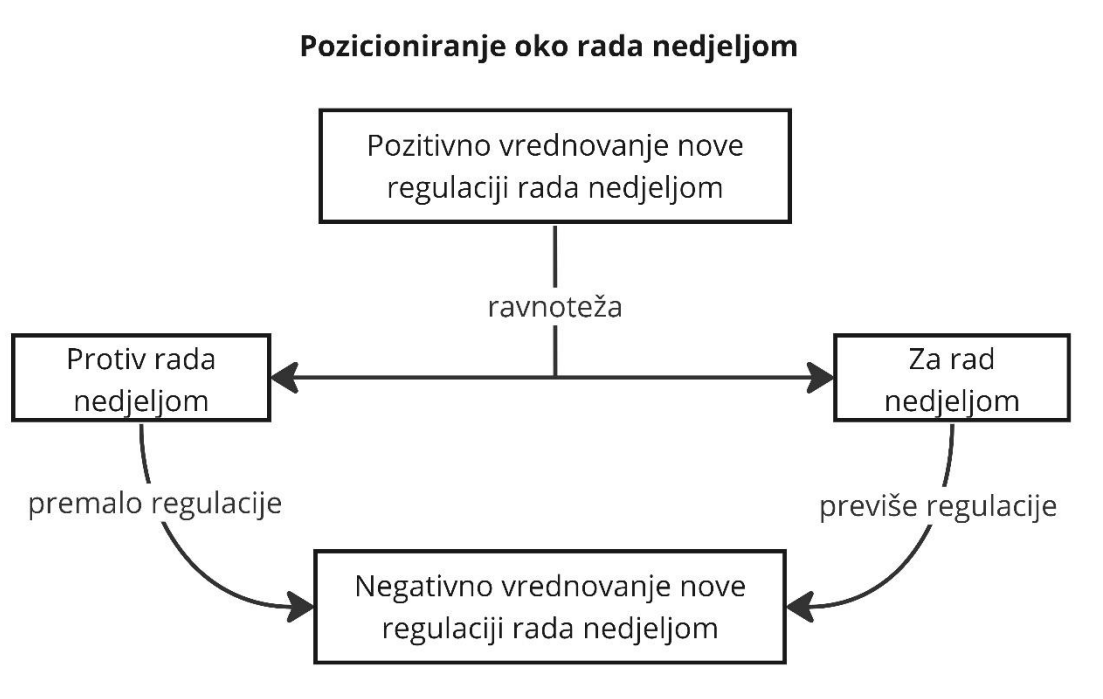 Pozicioniranje oko rada nedjeljom
Pozitivno vrednovanje nove
regulaciji rada nedjeljom
ravnoteža
Protiv rada
nedjeljom
Za rad
nedjeljom
premalo regulacije
previše regulacije
Negativno vrednovanje nove
regulaciji rada nedjeljom